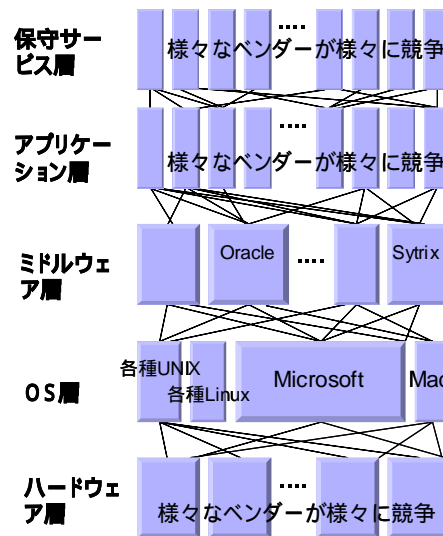 保守サー
ビス層
・・・・
様々なベンダーが様々に競争
アプリケー
ション層
・・・・
様々なベンダーが様々に競争
ミドルウェ
ア層
Oracle
・・・・
Sytrix
OS層
各種UNIX
各種Linux
Microsoft
Mac
ハードウェ
ア層
・・・・
様々なベンダーが様々に競争